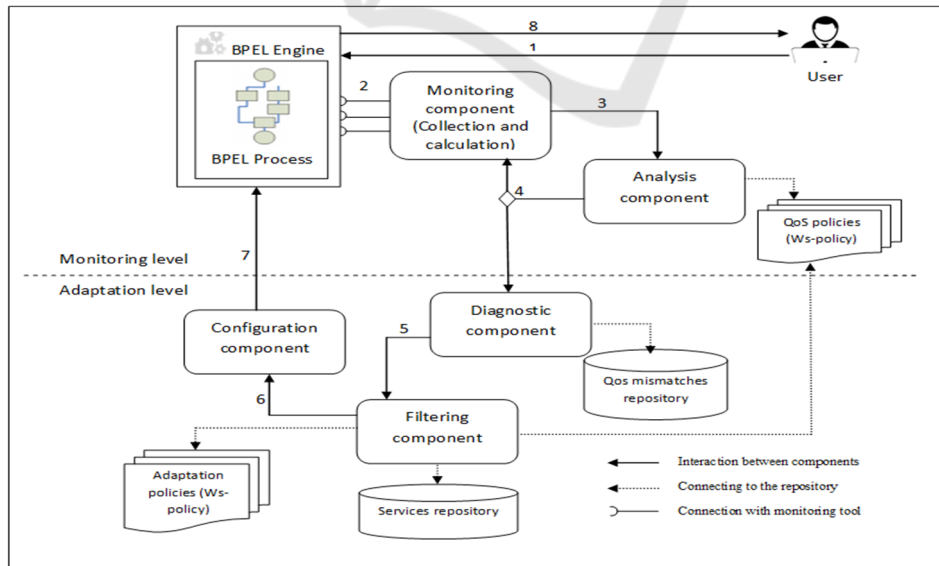 8
1
BPEL Engine
User
2
Monitoring
component
(Collection and
calculation)
3
BPEL Process
4
Analysis
component
QoS policies
(Ws-policy)
7
Monitoring level
Adaptation level
Diagnostic
component
Configuration
component
5
Qos mismatches
repository
6
Filtering
component
Adaptation
policies (Ws-
policy)
Services repository
Interaction between components
Connecting to the repository
Connection with monitoring tool